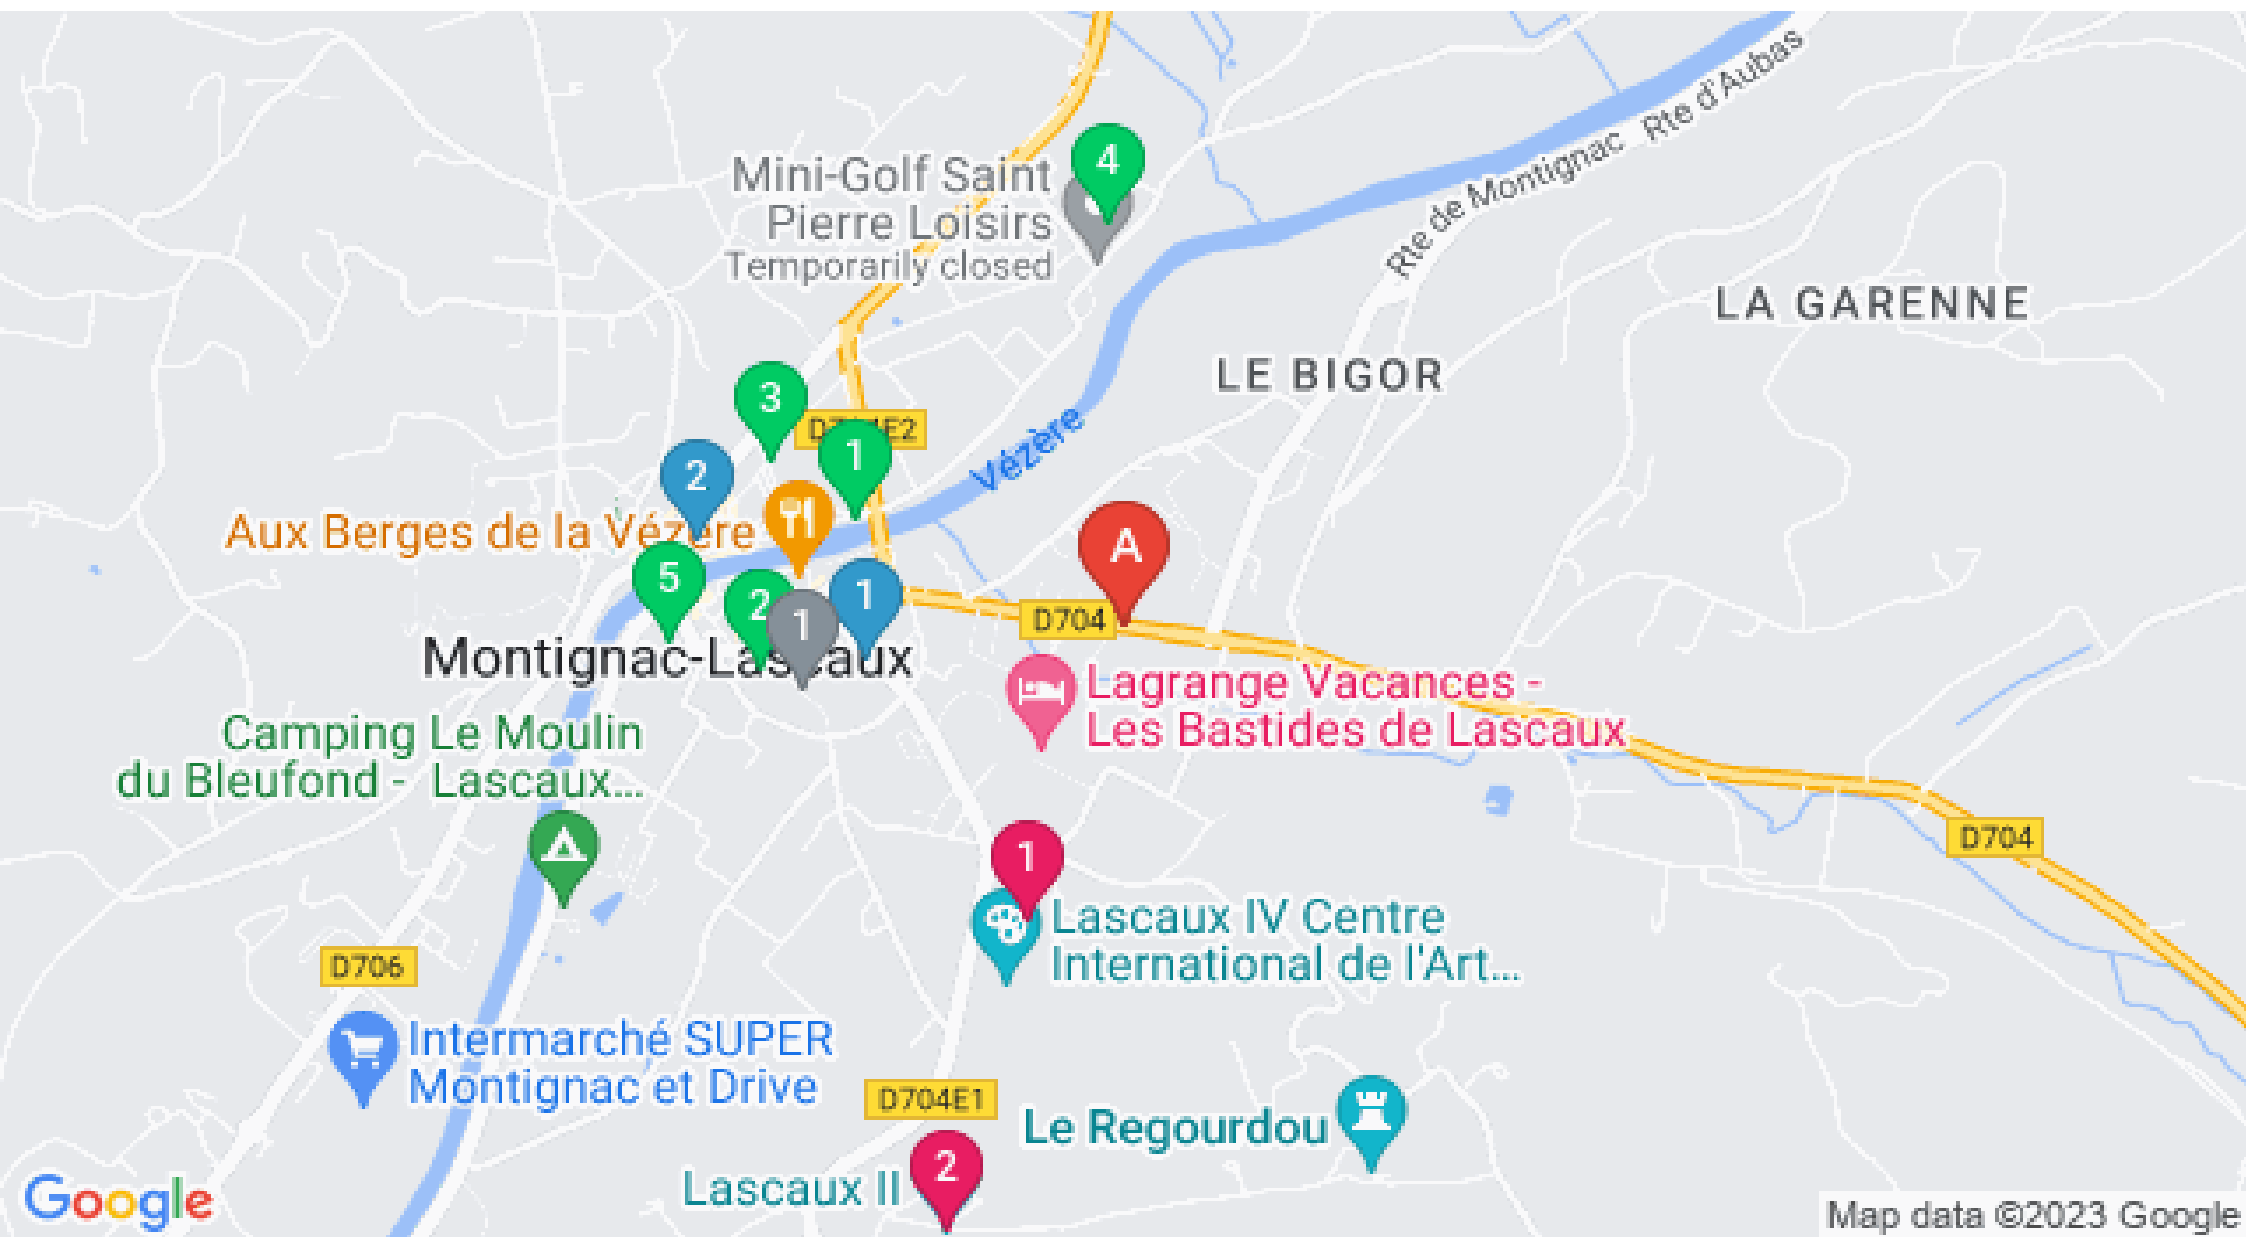 Rte de Montignac
Rte d'Aubas
4
Mini-Golf Saint
Pierre Loisirs
Temporarily closed
LA GARENNE
LE BIGOR
3
1
Vézère
2
Aux Berges de la Vézère
A
5
2
1
1
D704
Montignac-Lascaux
Lagrange Vacances -
Les Bastides de Lascaux
Camping Le Moulin
du Bleufond - Lascaux...
D704
1
Lascaux IV Centre
International de l'Art...
D706
Intermarché SUPER
Montignac et Drive
D704E1
Le Regourdou
2
Lascaux II
Google
Map data ©2023 Google